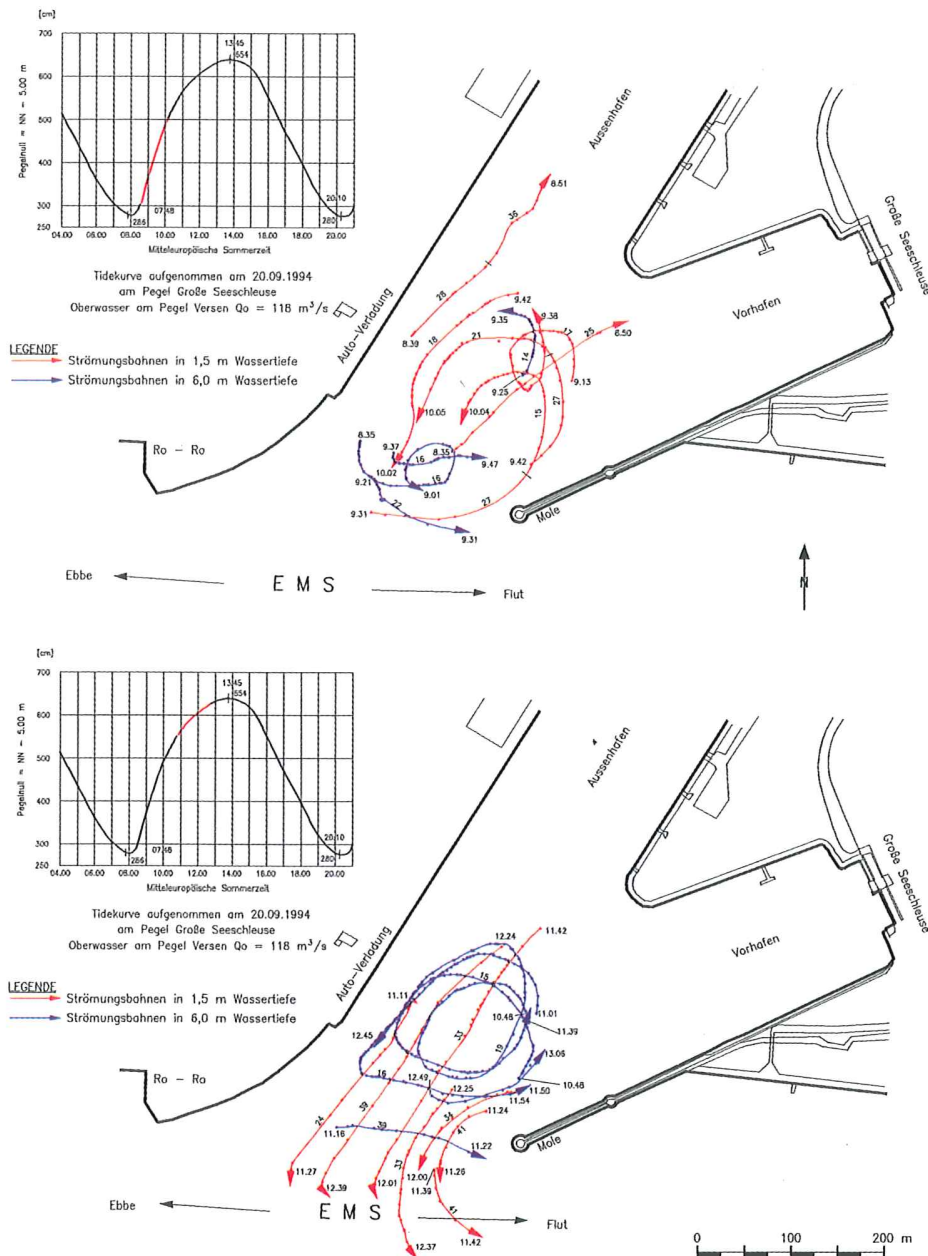 [cm]
700
13.45
654
600
500
400
300
250
Pegelnull = NN - 5.00 m
286
07.48
20.10
280
04.00 06.00 08.00 10.00 12.00 14.00 16.00 18.00 20.00
Mitteleuropäische Sommerzeit
Tidekurve aufgenommen am 20.09.1994
am Pegel Große Seeschleuse
Oberwasser am Pegel Versen Qo = 118 m³/s
LEGENDE
Strömungsbahnen in 1,5 m Wassertiefe
Strömungsbahnen in 6,0 m Wassertiefe
Auto-Verladung
Aussenhafen
Große Seeschleuse
Vorhafen
Ro - Ro
Mole
8.51
36
28
8.39
9.42
9.35
9.38
18
21
17
25
8.50
14
9.25
9.13
10.05
10.04
15
27
8.35
9.37
8.35
16
9.47
9.42
10.02
9.21
16
9.01
22
27
9.31
9.31
Ebbe
EMS
Flut
N
[cm]
700
13.45
654
600
500
400
300
250
Pegelnull = NN - 5.00 m
286
07.48
20.10
280
04.00 06.00 08.00 10.00 12.00 14.00 16.00 18.00 20.00
Mitteleuropäische Sommerzeit
Tidekurve aufgenommen am 20.09.1994
am Pegel Große Seeschleuse
Oberwasser am Pegel Versen Qo = 118 m³/s
LEGENDE
Strömungsbahnen in 1,5 m Wassertiefe
Strömungsbahnen in 6,0 m Wassertiefe
Auto-Verladung
Aussenhafen
Große Seeschleuse
Vorhafen
Ro - Ro
Mole
11.42
12.24
15
11.11
11.01
10.48
11.39
33
12.45
19
13.06
16
12.49
12.25
10.48
11.50
11.54
11.24
39
24
11.16
39
34
41
11.22
33
11.27
12.39
12.01
12.00
11.26
11.39
41
11.42
12.37
Ebbe
EMS
Flut
0 100 200 m